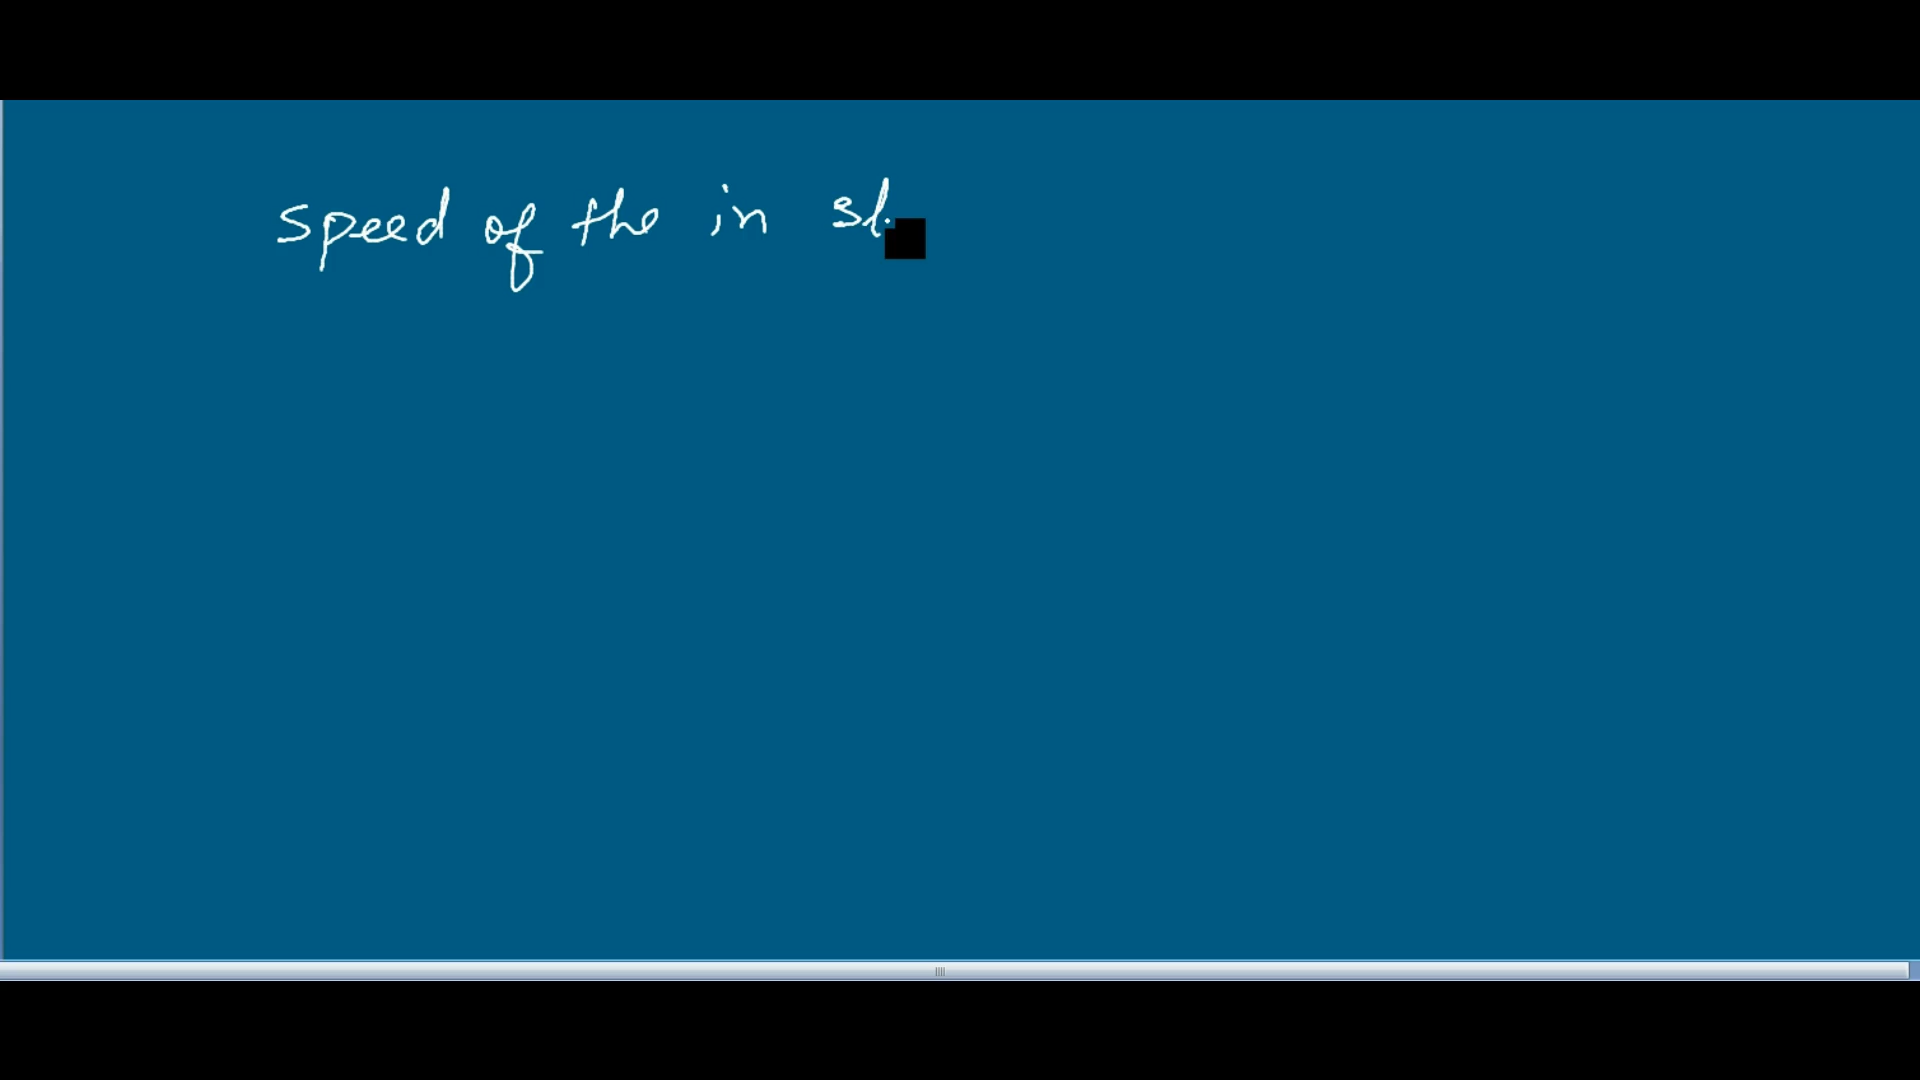 speed of the in